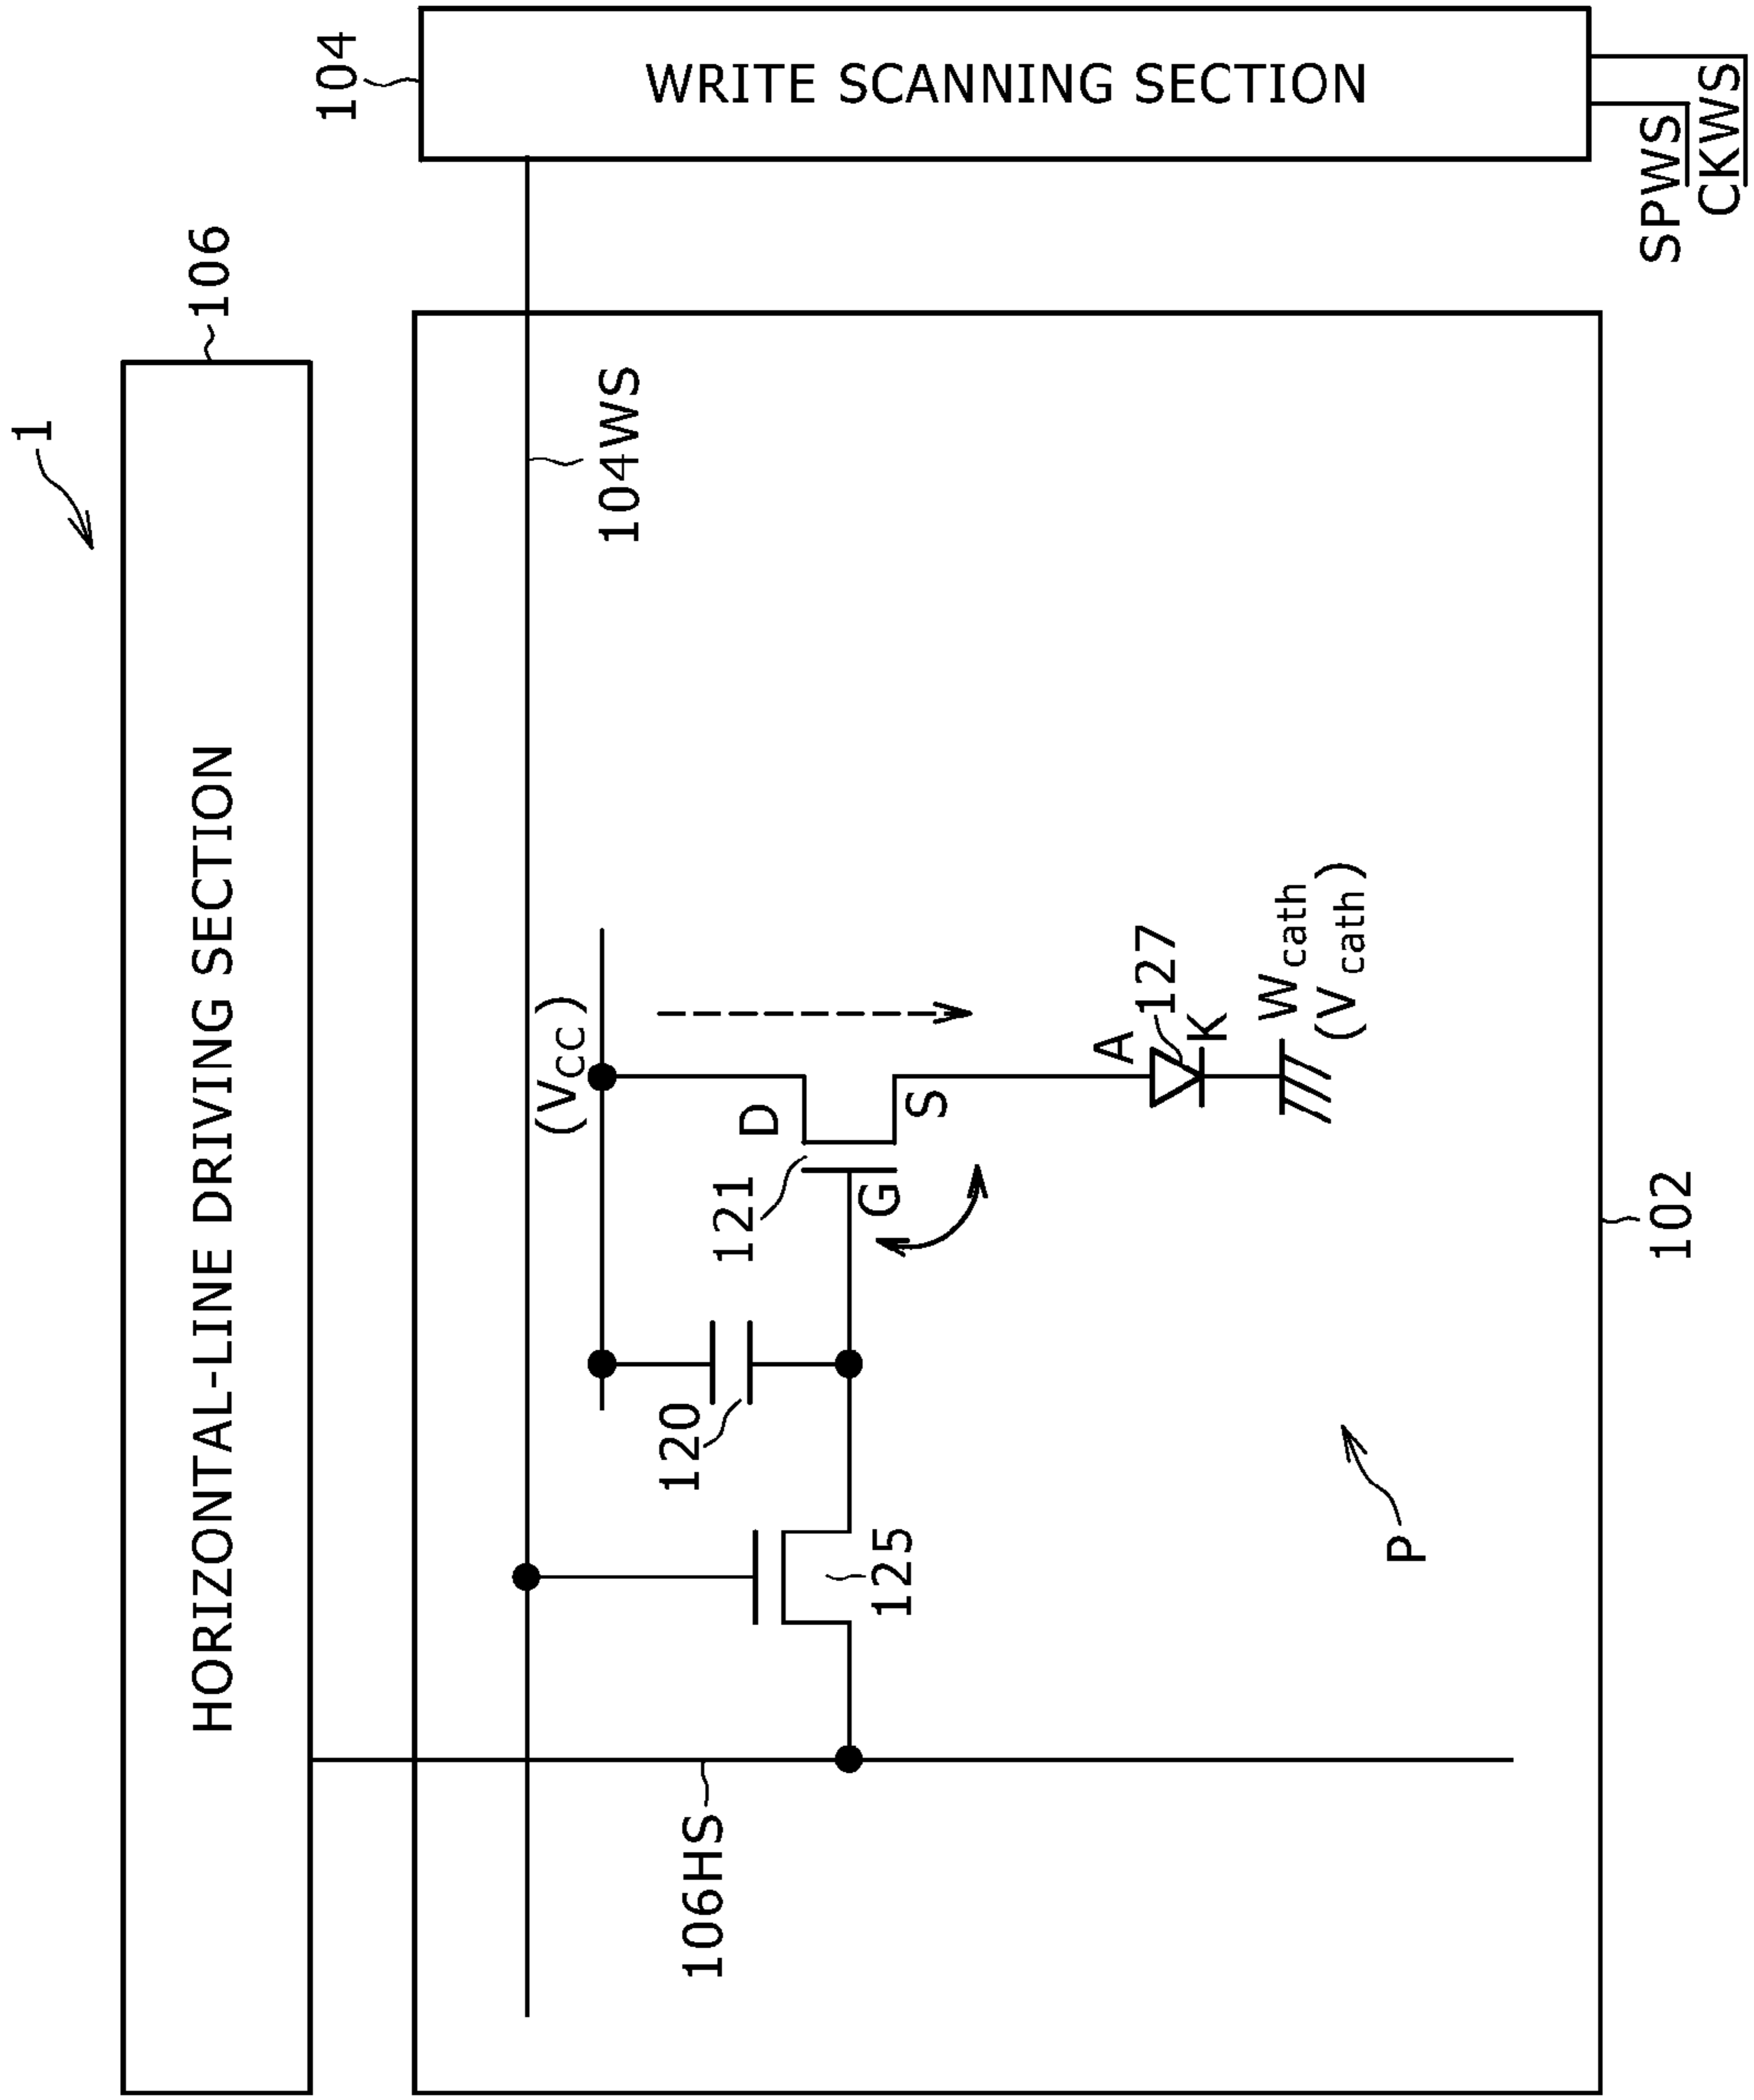 1
HORIZONTAL-LINE DRIVING SECTION
106
104
WRITE SCANNING SECTION
104WS
(VCC)
D
121
120
G
S
125
106HS
A
127
K
Wcath
(Vcath)
P
102
SPWS
CKWS